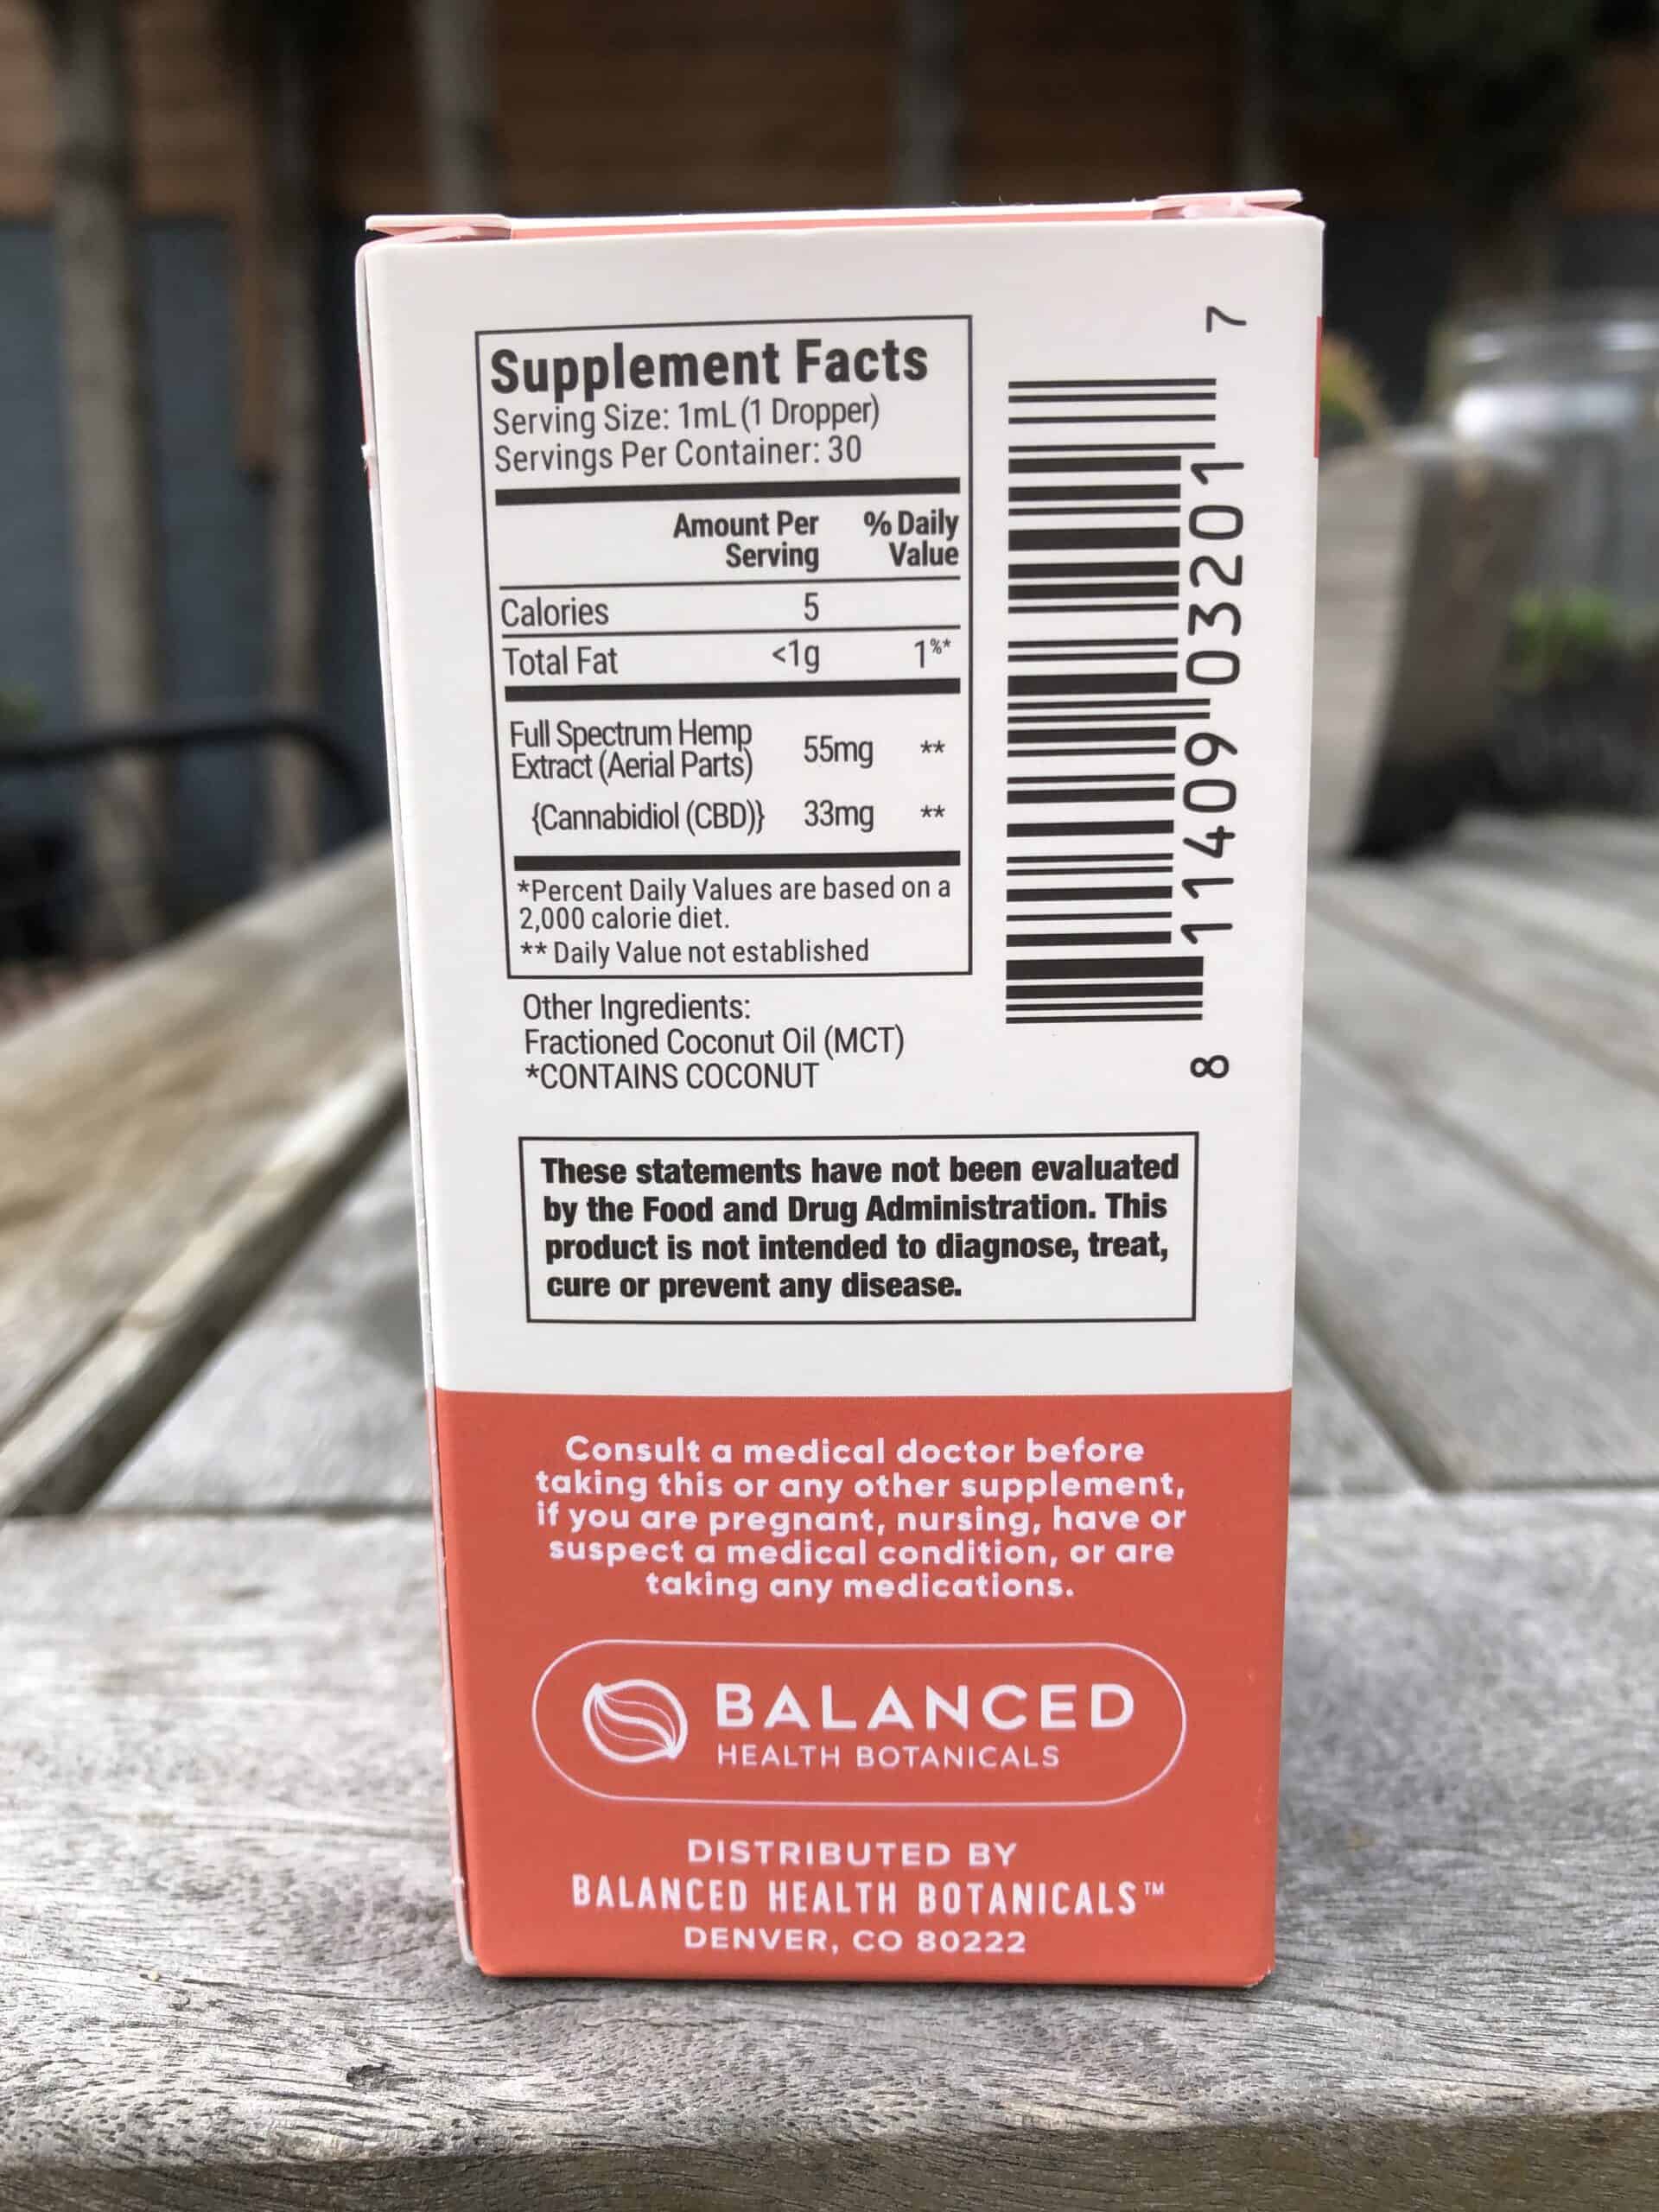 Supplement Facts
Serving Size: 1mL (1 Dropper)
Servings Per Container: 30
Amount Per Serving
% Daily Value
Calories 5
Total Fat <1g 1%*
Full Spectrum Hemp
Extract (Aerial Parts) 55mg **
{Cannabidiol (CBD)} 33mg **
*Percent Daily Values are based on a
2,000 calorie diet.
** Daily Value not established
Other Ingredients:
Fractioned Coconut Oil (MCT)
*CONTAINS COCONUT
8 11409 03201 7
These statements have not been evaluated
by the Food and Drug Administration. This
product is not intended to diagnose, treat,
cure or prevent any disease.
Consult a medical doctor before
taking this or any other supplement,
if you are pregnant, nursing, have or
suspect a medical condition, or are
taking any medications.
BALANCED
HEALTH BOTANICALS
DISTRIBUTED BY
BALANCED HEALTH BOTANICALS™
DENVER, CO 80222